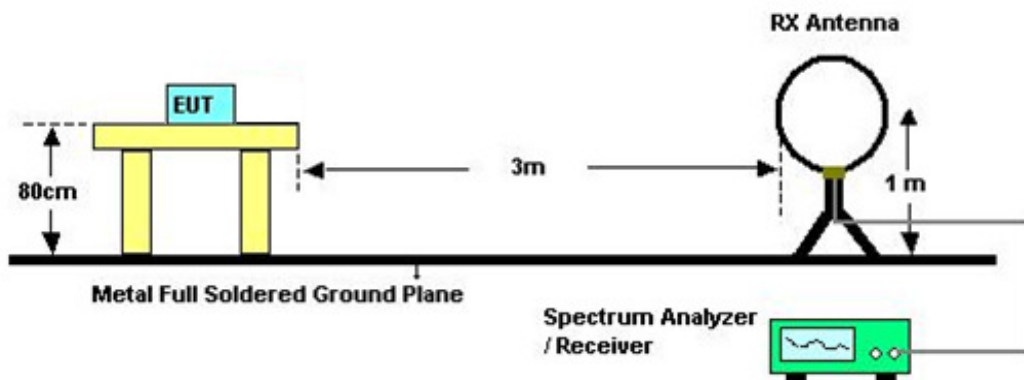 RX Antenna
EUT
80cm
3m
1 m
Metal Full Soldered Ground Plane
Spectrum Analyzer
/ Receiver